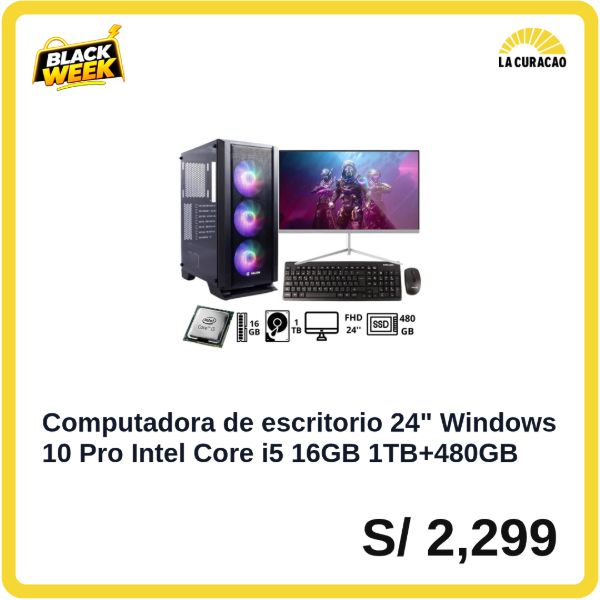 BLACK
WEEK
LA CURACAO
intel
16
GB
1
TB
FHD
24''
SSD
480
GB
Computadora de escritorio 24" Windows
10 Pro Intel Core i5 16GB 1TB+480GB
S/ 2,299